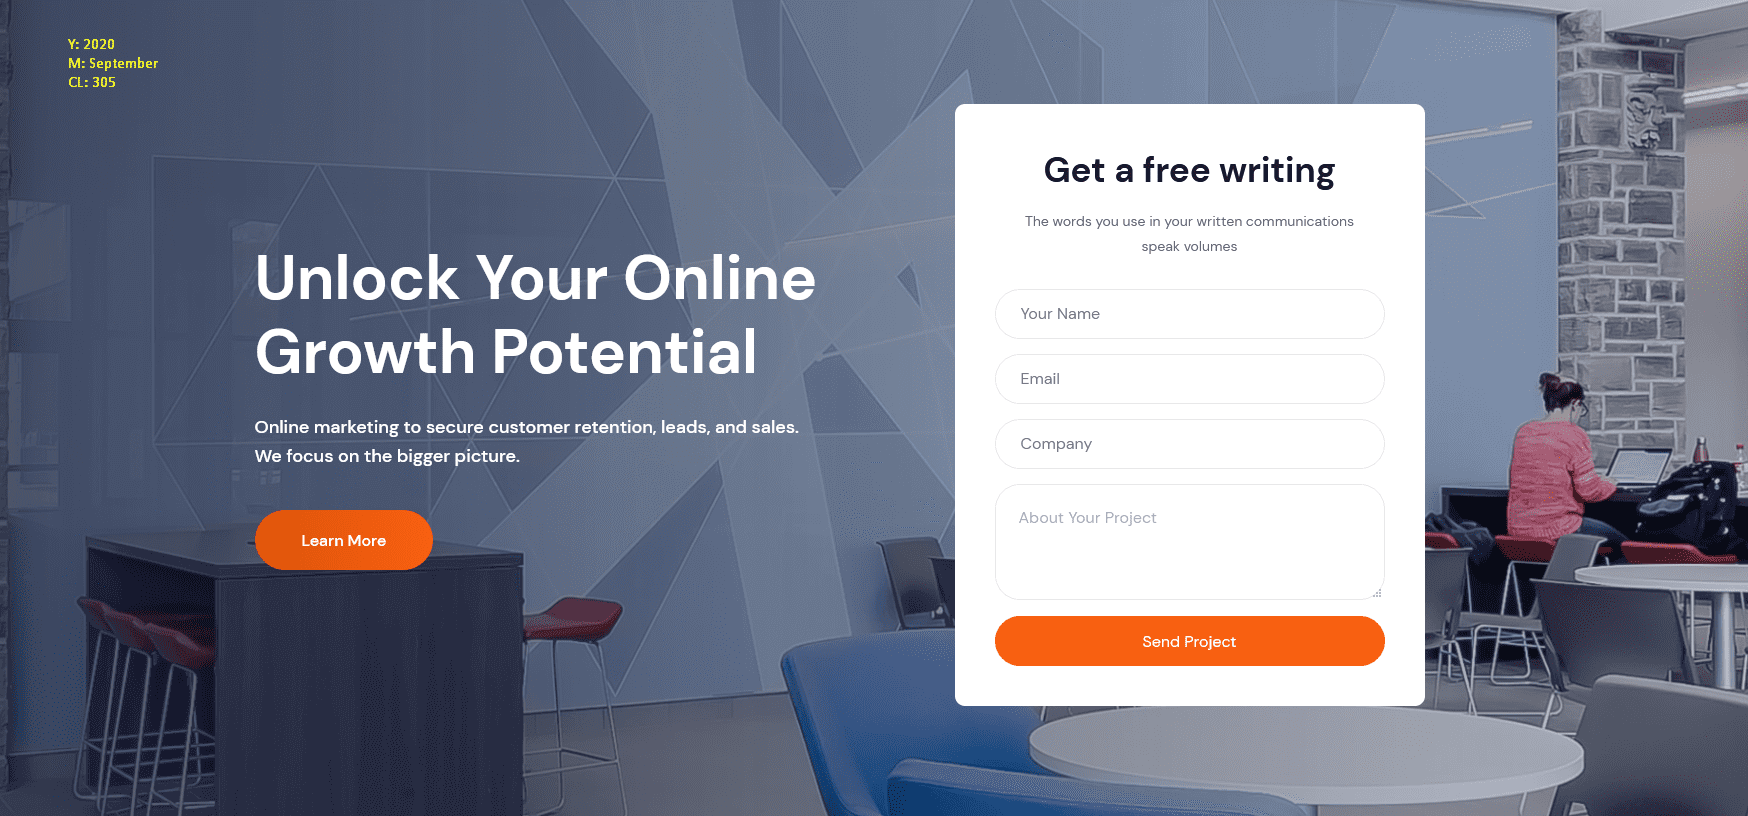 Y: 2020
M: September
CL: 305
Unlock Your Online
Growth Potential
Online marketing to secure customer retention, leads, and sales.
We focus on the bigger picture.
Learn More
Get a free writing
The words you use in your written communications
speak volumes
Your Name
Email
Company
About Your Project
Send Project